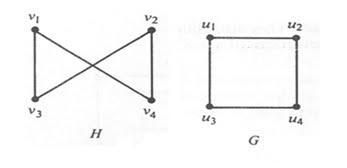 v₁ v₂ u₁ u₂
v₃ v₄ u₃ u₄
H G